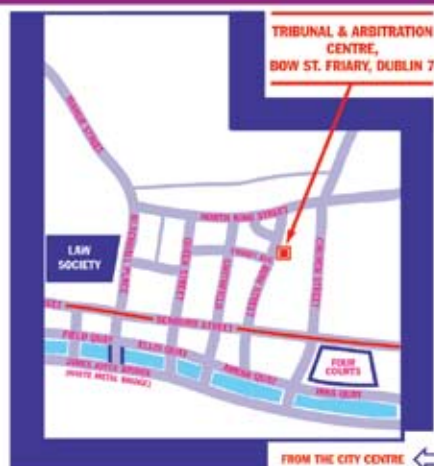 TRIBUNAL & ARBITRATION
CENTRE,
BOW ST. FRIARY, DUBLIN 7
MANOR STREET
NORTH KING STREET
BLACKHALL PLACE
QUEEN STREET
SMITHFIELD
BOW STREET
CHURCH STREET
LAW
SOCIETY
BENBURB STREET
ELLIS QUAY
ARRAN QUAY
INNS QUAY
FOUR
COURTS
JAMES JOYCE BRIDGE
(WHITE METAL BRIDGE)
FROM THE CITY CENTRE